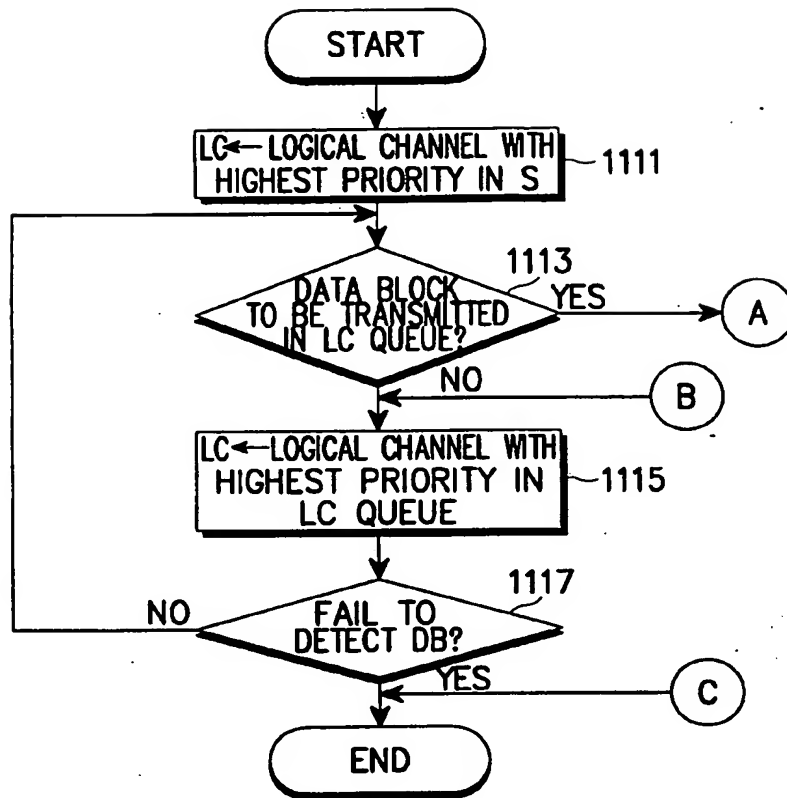 START
LC←LOGICAL CHANNEL WITH
HIGHEST PRIORITY IN S
1111
1113
DATA BLOCK
TO BE TRANSMITTED
IN LC QUEUE?
YES
A
NO
B
LC←LOGICAL CHANNEL WITH
HIGHEST PRIORITY IN
LC QUEUE
1115
1117
NO
FAIL TO
DETECT DB?
YES
C
END